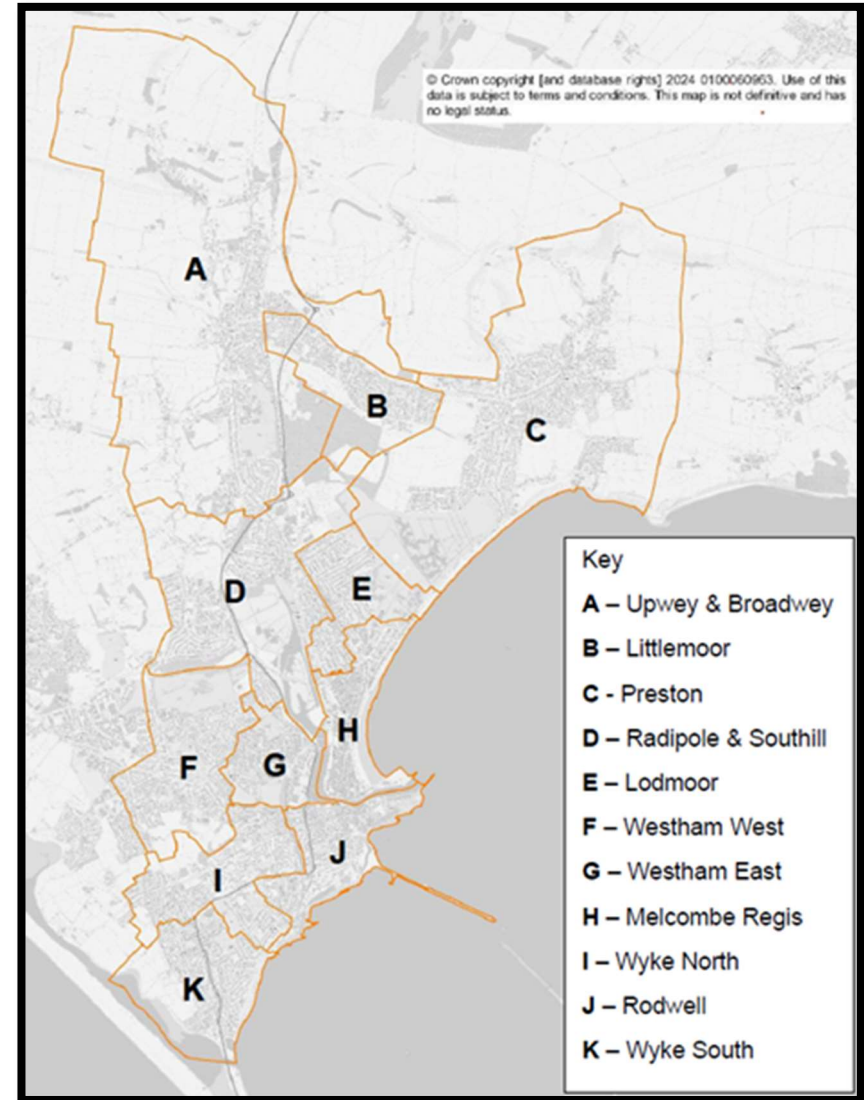 © Crown copyright [and database rights] 2024 0100060963. Use of this
data is subject to terms and conditions. This map is not definitive and has
no legal status.
A
B
C
D
E
F
G
H
I
J
K
Key
A – Upwey & Broadwey
B – Littlemoor
C - Preston
D – Radipole & Southill
E – Lodmoor
F – Westham West
G – Westham East
H – Melcombe Regis
I – Wyke North
J – Rodwell
K – Wyke South